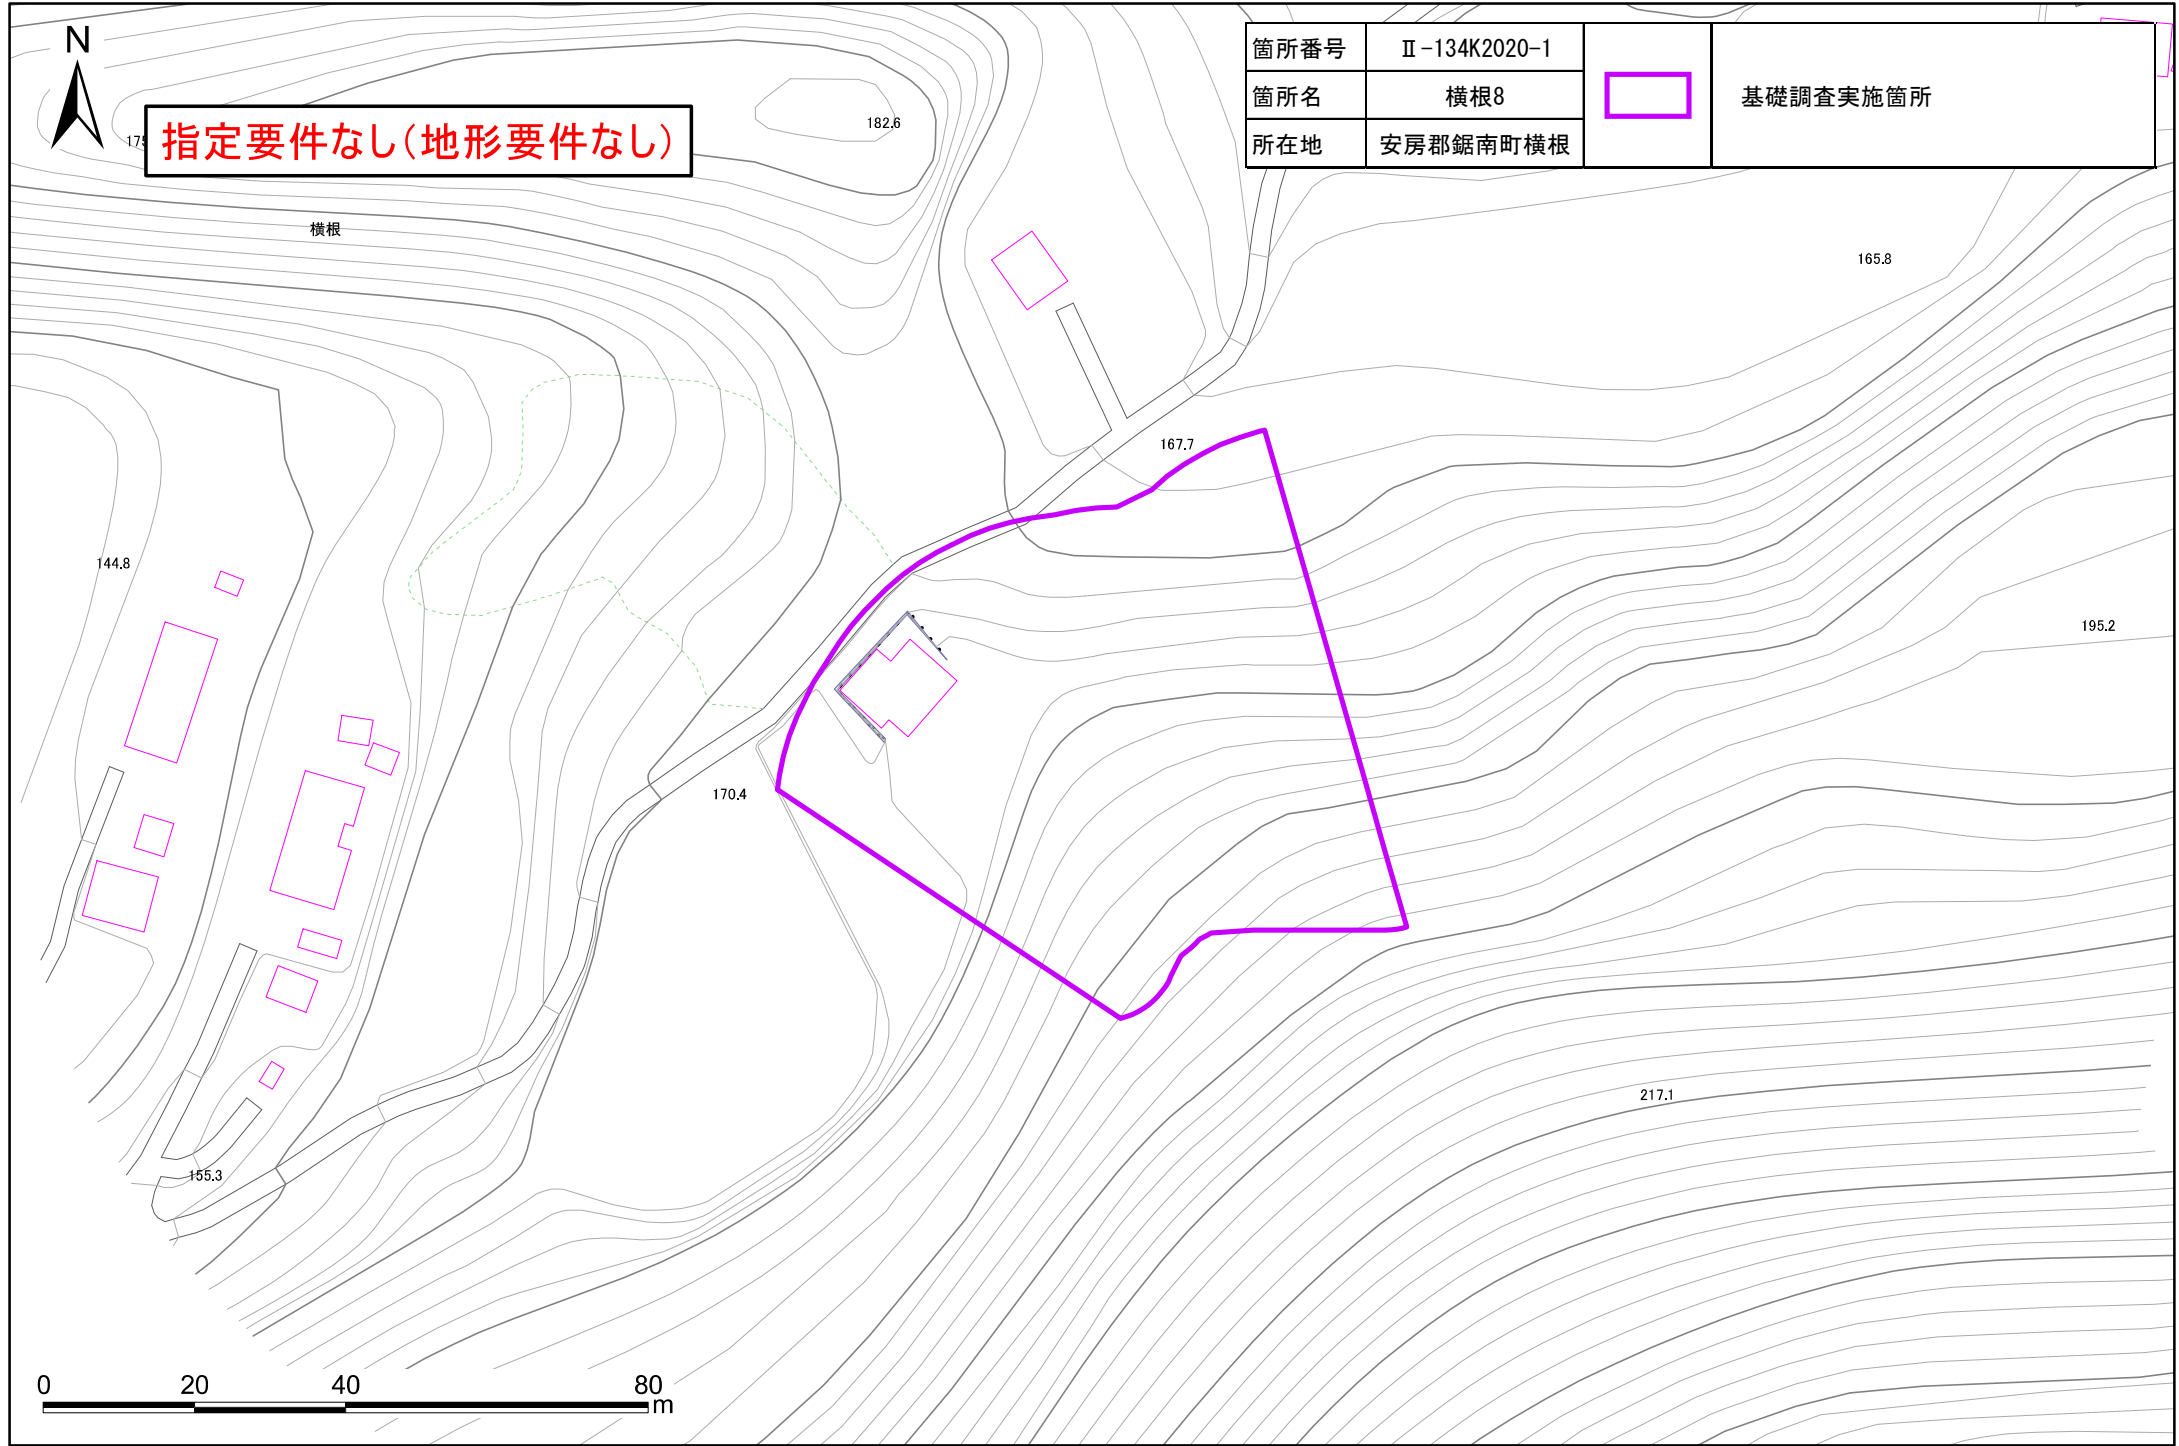 N
箇所番号 Ⅱ-134K2020-1
箇所名 横根8
所在地 安房郡鋸南町横根
基礎調査実施箇所
指定要件なし(地形要件なし)
182.6
横根
165.8
167.7
144.8
195.2
170.4
217.1
155.3
0 20 40 80
m